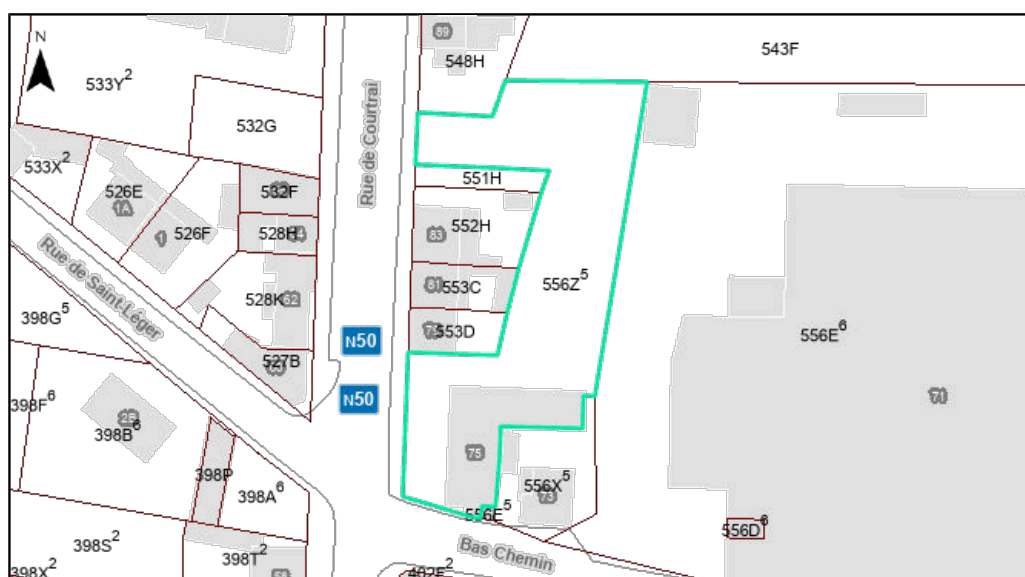 N
89
548H
543F
533Y²
532G
Rue de Courtrai
533X²
526E
1A
532F
551H
526F
1
528H
552H
83
Rue de Saint-Léger
556Z⁵
81
553C
528K
62
398G⁵
553D
N50
556E⁶
527B
N50
71
398F⁶
398B⁶
75
398P
398A⁶
556X⁵
73
556E⁵
556D⁶
398S²
Bas Chemin
398T²
398X²
402E²